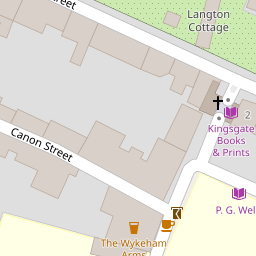 Street
Langton
Cottage
2
Kingsgate
Books
& Prints
Canon Street
P. G. Wel
The Wykeham
Arms